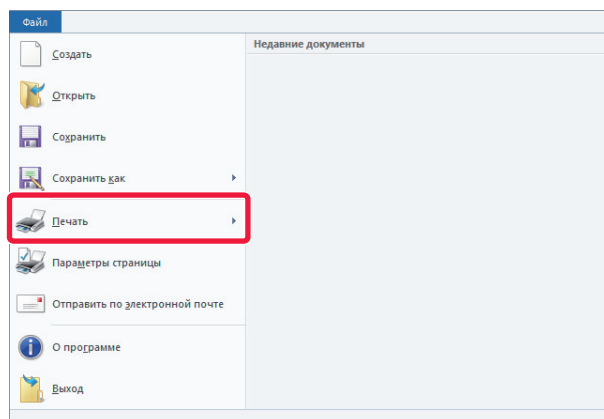 Файл
Недавние документы
Создать
Открыть
Сохранить
Сохранить как
Печать
Параметры страницы
Отправить по электронной почте
О программе
Выход